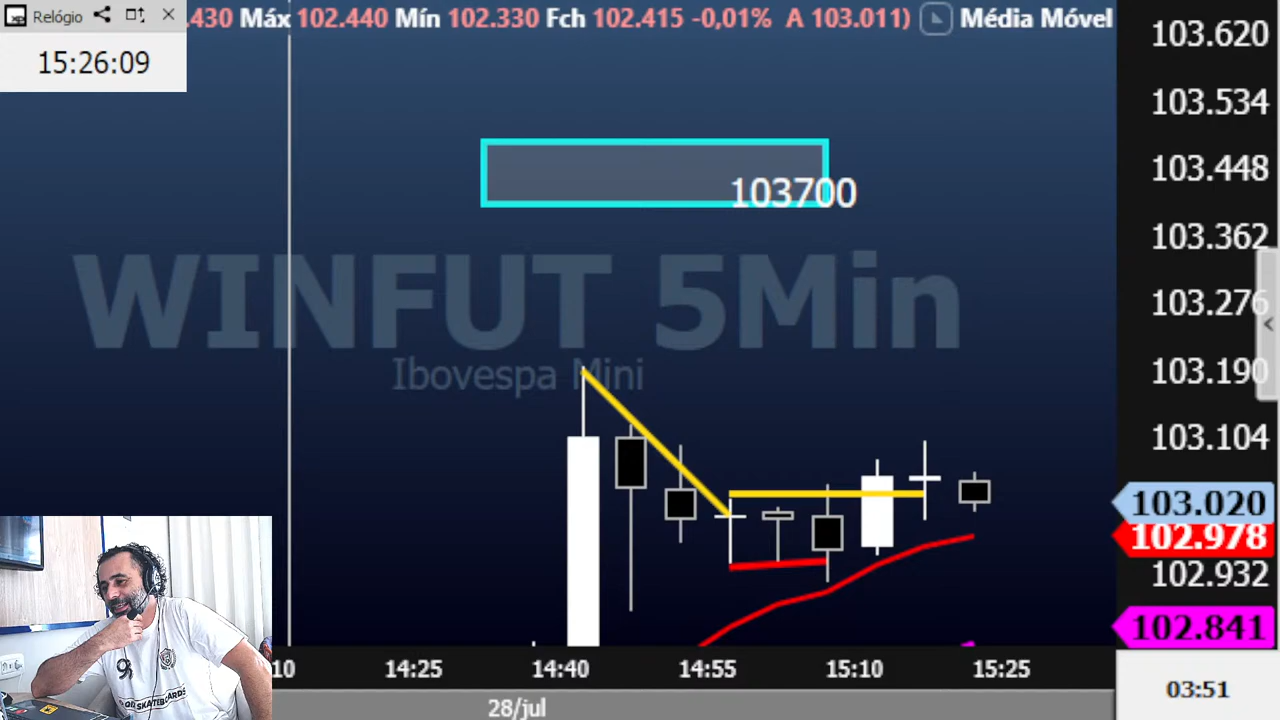 Relógio
.430 Máx 102.440 Mín 102.330 Fch 102.415 -0,01% A 103.011) Média Móvel
15:26:09
103700
WINFUT 5Min
Ibovespa Mini
103.620
103.534
103.448
103.362
103.276
103.190
103.104
103.020
102.978
102.932
102.841
:10 14:25 14:40 14:55 15:10 15:25
28/jul
03:51
SKATEBOARDS